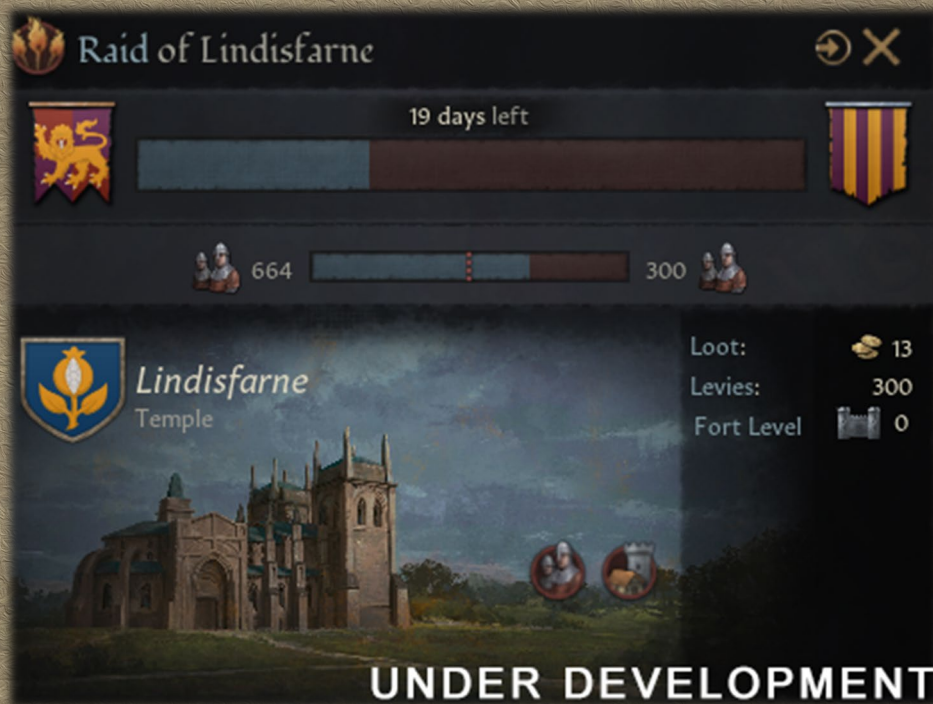 Raid of Lindisfarne
19 days left
664
300
Lindisfarne
Temple
Loot: 13
Levies: 300
Fort Level 0
UNDER DEVELOPMENT